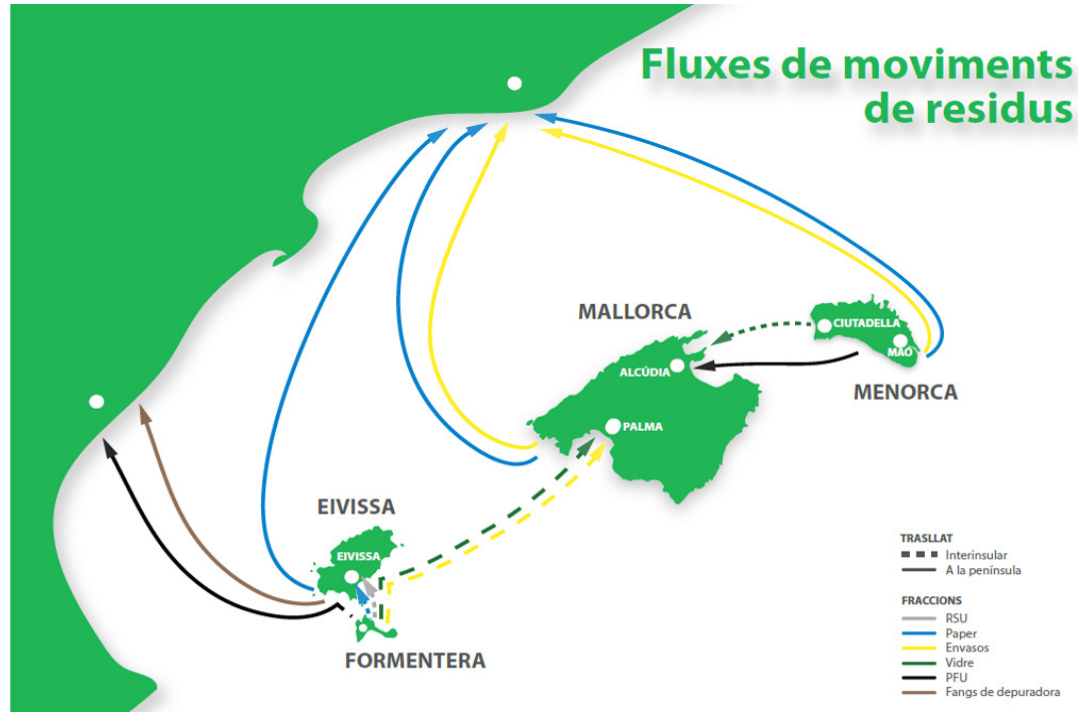 Fluxes de moviments
de residus
MALLORCA
CIUTADELLA
MAÓ
ALCÚDIA
MENORCA
PALMA
EIVISSA
EIVISSA
FORMENTERA
TRASLLAT
Interinsular
A la península
FRACCIONS
RSU
Paper
Envasos
Vidre
PFU
Fangs de depuradora